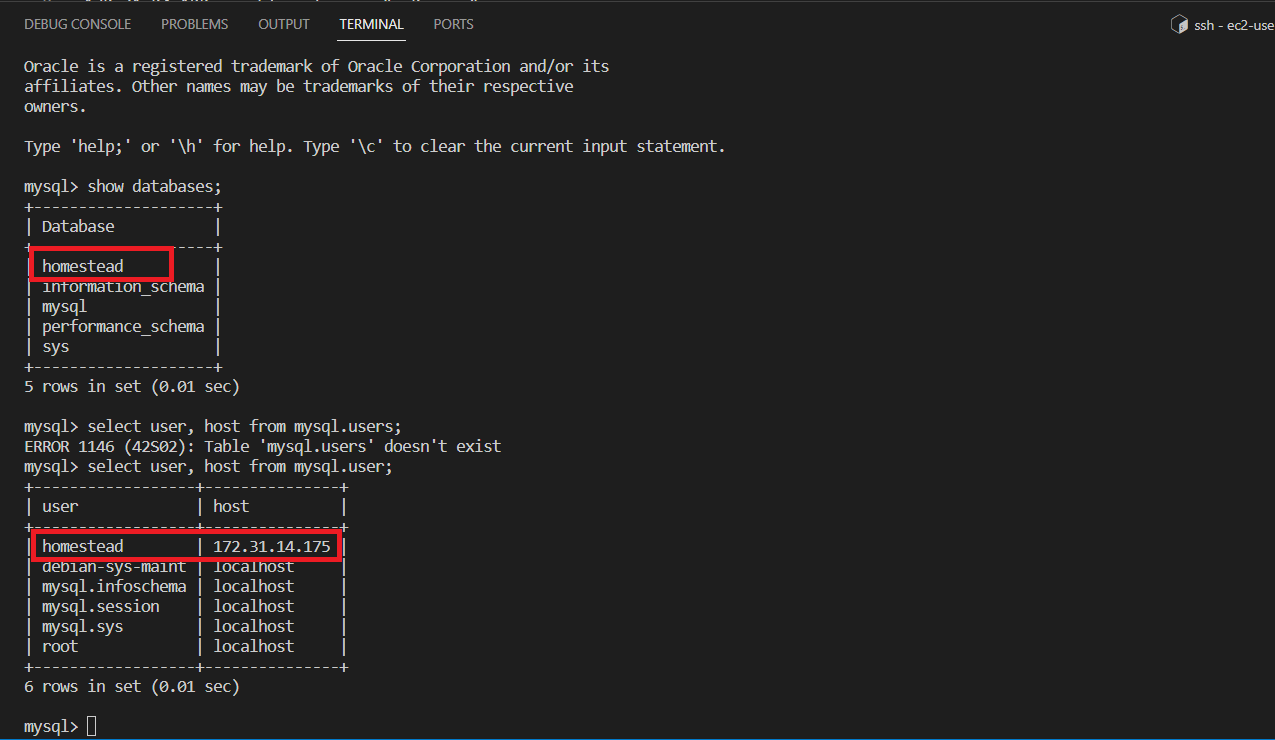 DEBUG CONSOLE PROBLEMS OUTPUT TERMINAL PORTS ssh - ec2-use
Oracle is a registered trademark of Oracle Corporation and/or its
affiliates. Other names may be trademarks of their respective
owners.
Type 'help;' or '\h' for help. Type '\c' to clear the current input statement.
mysql> show databases;
+--------------------+
| Database           |
+--------------------+
| homestead          |
| information_schema |
| mysql              |
| performance_schema |
| sys                |
+--------------------+
5 rows in set (0.01 sec)
mysql> select user, host from mysql.users;
ERROR 1146 (42S02): Table 'mysql.users' doesn't exist
mysql> select user, host from mysql.user;
+------------------+---------------+
| user             | host          |
+------------------+---------------+
| homestead        | 172.31.14.175 |
| debian-sys-maint | localhost     |
| mysql.infoschema | localhost     |
| mysql.session    | localhost     |
| mysql.sys        | localhost     |
| root             | localhost     |
+------------------+---------------+
6 rows in set (0.01 sec)
mysql>